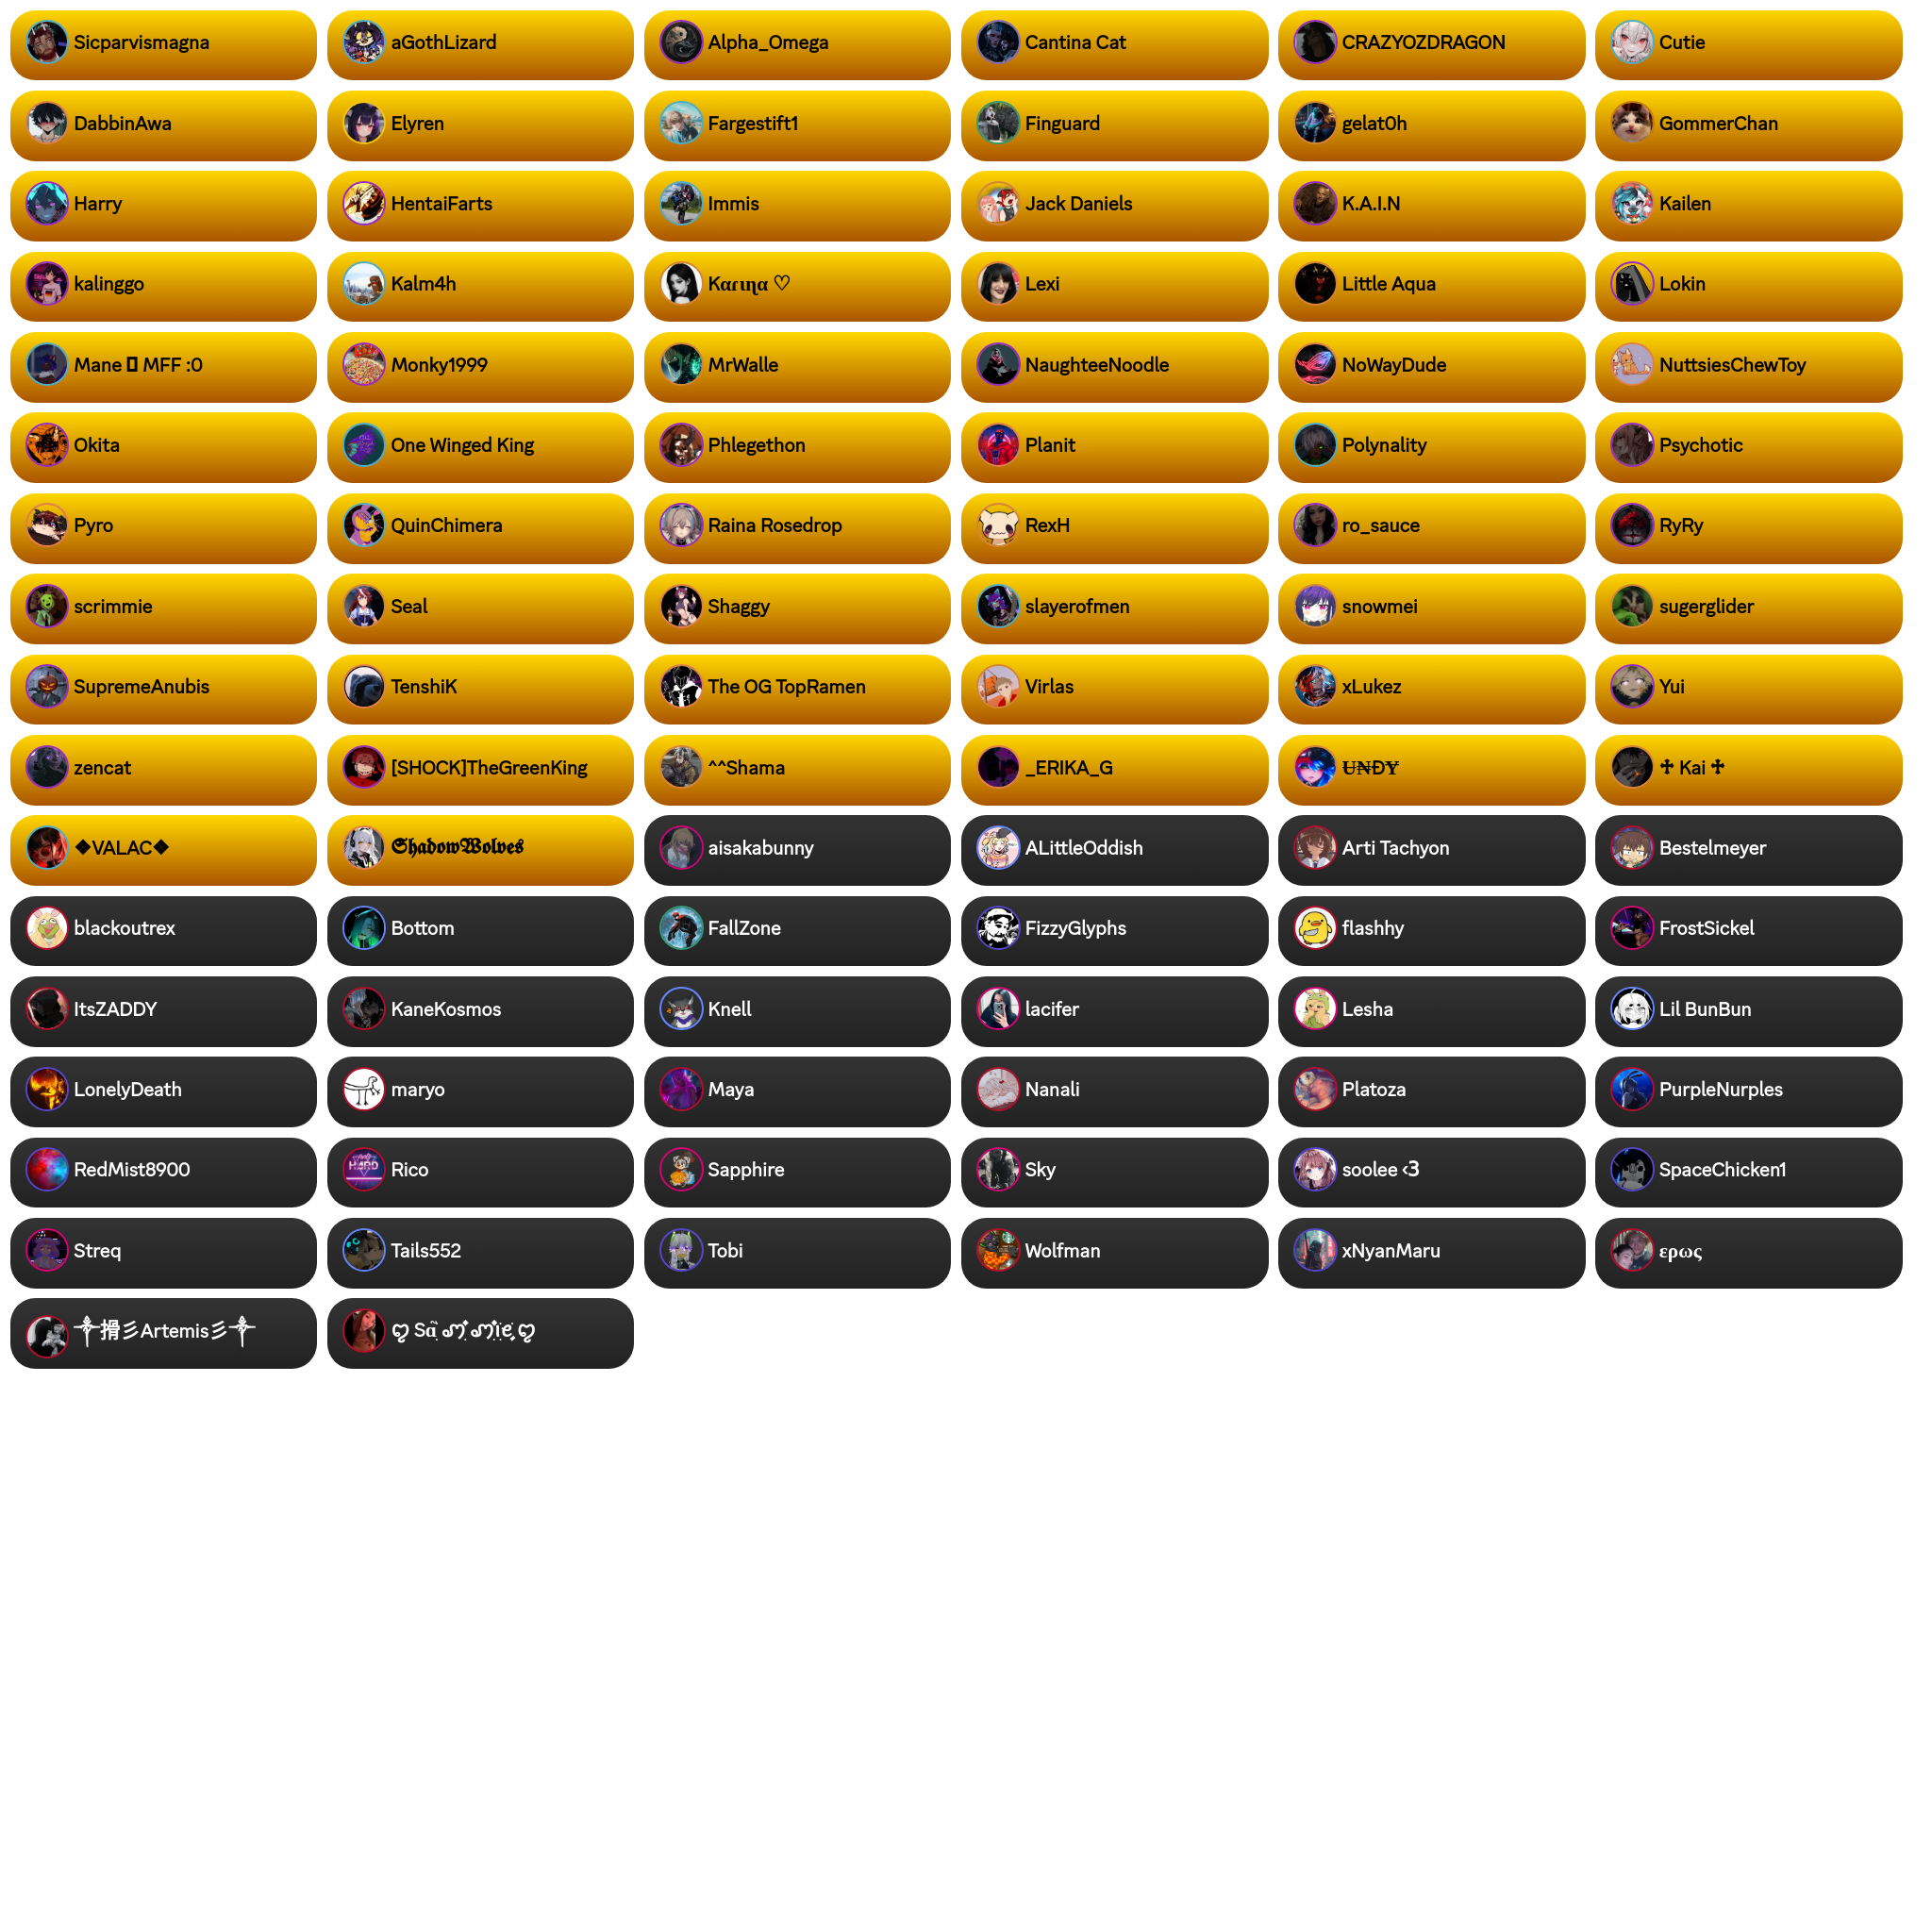 Sicparvismagna
aGothLizard
Alpha_Omega
Cantina Cat
CRAZYOZDRAGON
Cutie
DabbinAwa
Elyren
Fargestift1
Finguard
gelat0h
GommerChan
Harry
HentaiFarts
Immis
Jack Daniels
K.A.I.N
Kailen
kalinggo
Kalm4h
Kαɾιɳα ♡
Lexi
Little Aqua
Lokin
Mane ▯ MFF :0
Monky1999
MrWalle
NaughteeNoodle
NoWayDude
NuttsiesChewToy
Okita
One Winged King
Phlegethon
Planit
Polynality
Psychotic
Pyro
QuinChimera
Raina Rosedrop
RexH
ro_sauce
RyRy
scrimmie
Seal
Shaggy
slayerofmen
snowmei
sugerglider
SupremeAnubis
TenshiK
The OG TopRamen
Virlas
xLukez
Yui
zencat
[SHOCK]TheGreenKing
^^Shama
_ERIKA_G
U̶N̶ĐY̶
♱ Kai ♱
❖VALAC❖
𝕾𝖍𝖆𝖉𝖔𝖜𝖂𝖔𝖑𝖛𝖊𝖘
aisakabunny
ALittleOddish
Arti Tachyon
Bestelmeyer
blackoutrex
Bottom
FallZone
FizzyGlyphs
flashhy
FrostSickel
ItsZADDY
KaneKosmos
Knell
lacifer
Lesha
Lil BunBun
LonelyDeath
maryo
Maya
Nanali
Platoza
PurpleNurples
RedMist8900
Rico
HARD
Sapphire
Sky
soolee <3
SpaceChicken1
Streq
Tails552
Tobi
Wolfman
xNyanMaru
ερως
༒搰彡Artemis彡༒